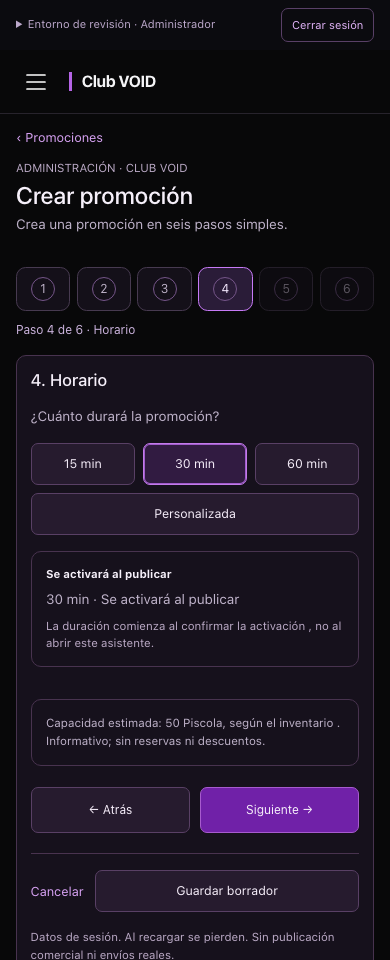 ▶ Entorno de revisión · Administrador
Cerrar sesión
Club VOID
‹ Promociones
ADMINISTRACIÓN · CLUB VOID
Crear promoción
Crea una promoción en seis pasos simples.
1 2 3 4 5 6
Paso 4 de 6 · Horario
4. Horario
¿Cuánto durará la promoción?
15 min 30 min 60 min
Personalizada
Se activará al publicar
30 min · Se activará al publicar
La duración comienza al confirmar la activación , no al
abrir este asistente.
Capacidad estimada: 50 Piscola, según el inventario .
Informativo; sin reservas ni descuentos.
← Atrás Siguiente →
Cancelar Guardar borrador
Datos de sesión. Al recargar se pierden. Sin publicación
comercial ni envíos reales.